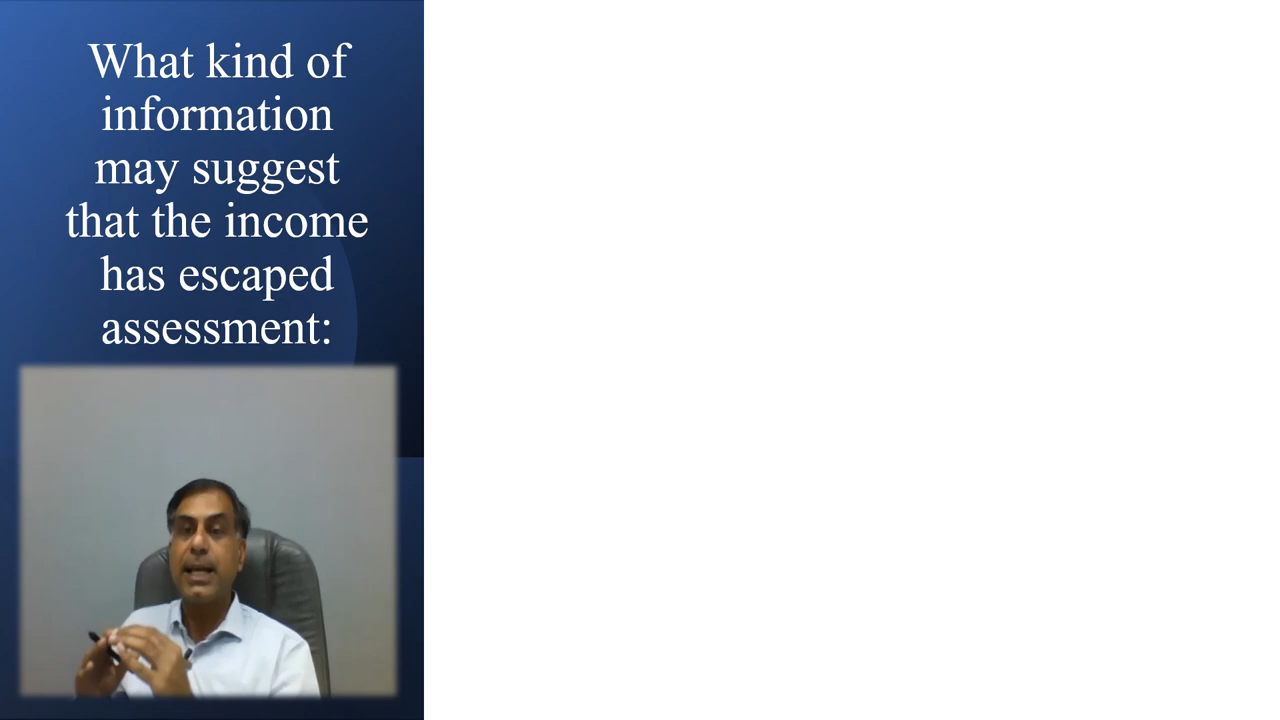 What kind of
information
may suggest
that the income
has escaped
assessment: